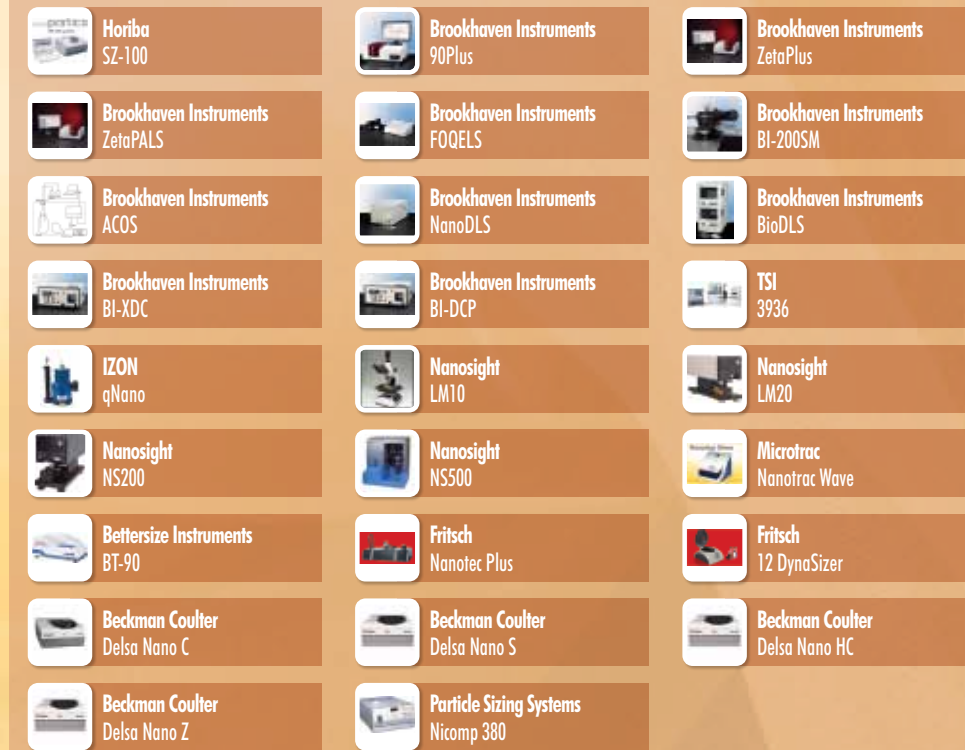 Horiba
SZ-100
Brookhaven Instruments
90Plus
Brookhaven Instruments
ZetaPlus
Brookhaven Instruments
ZetaPALS
Brookhaven Instruments
FOQELS
Brookhaven Instruments
BI-200SM
Brookhaven Instruments
ACOS
Brookhaven Instruments
NanoDLS
Brookhaven Instruments
BioDLS
Brookhaven Instruments
BI-XDC
Brookhaven Instruments
BI-DCP
TSI
3936
IZON
qNano
Nanosight
LM10
Nanosight
LM20
Nanosight
NS200
Nanosight
NS500
Microtrac
Nanotrac Wave
Bettersize Instruments
BT-90
Fritsch
Nanotec Plus
Fritsch
12 DynaSizer
Beckman Coulter
Delsa Nano C
Beckman Coulter
Delsa Nano S
Beckman Coulter
Delsa Nano HC
Beckman Coulter
Delsa Nano Z
Particle Sizing Systems
Nicomp 380